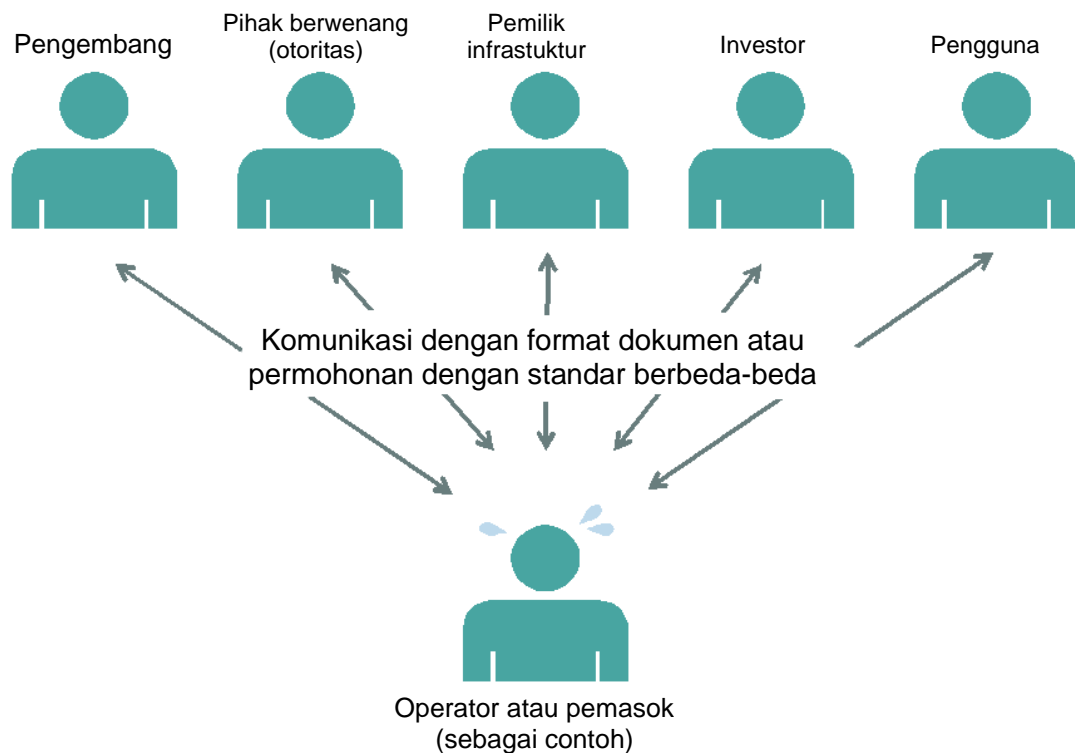 Pengembang
Pihak berwenang
(otoritas)
Pemilik
infrastuktur
Investor
Pengguna
Komunikasi dengan format dokumen atau
permohonan dengan standar berbeda-beda
Operator atau pemasok
(sebagai contoh)